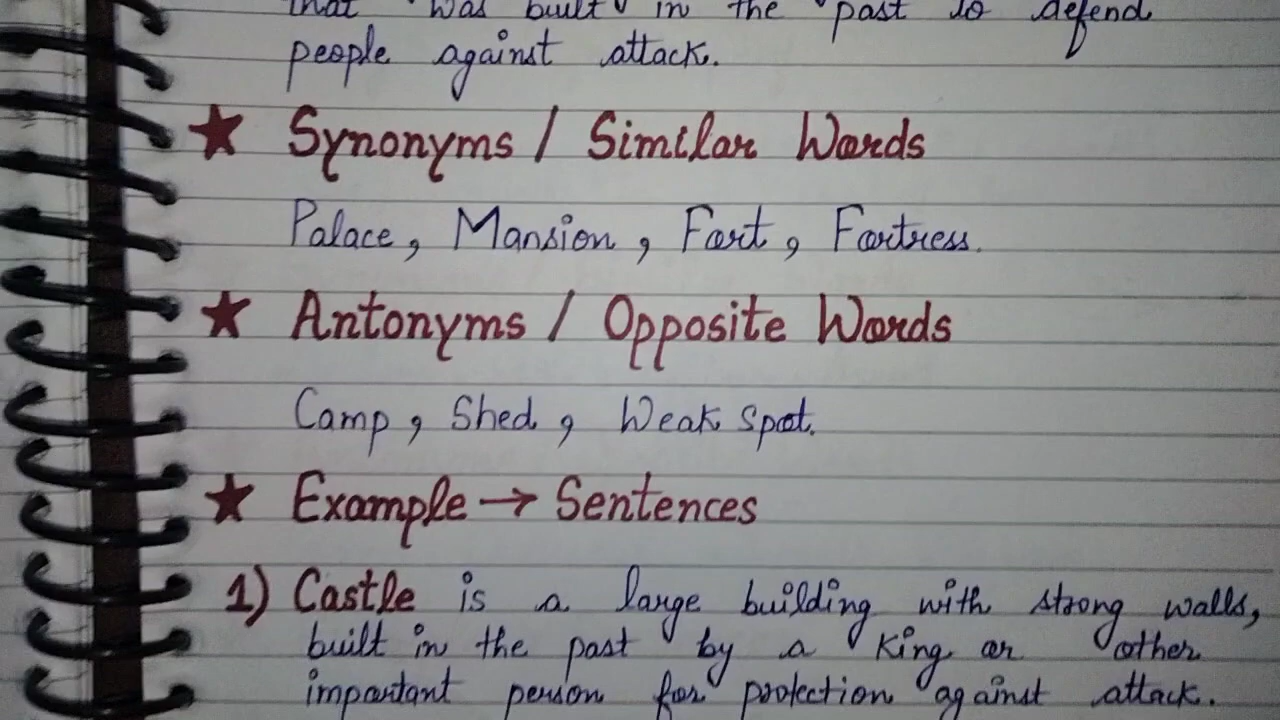 that was built in the past to defend
people against attack.
★ Synonyms / Similar Words
Palace, Mansion, Fort, Fortress.
★ Antonyms / Opposite Words
Camp, Shed, Weak Spot.
★ Example → Sentences
1) Castle is a large building with strong walls,
built in the past by a King or other
important person for protection against attack.